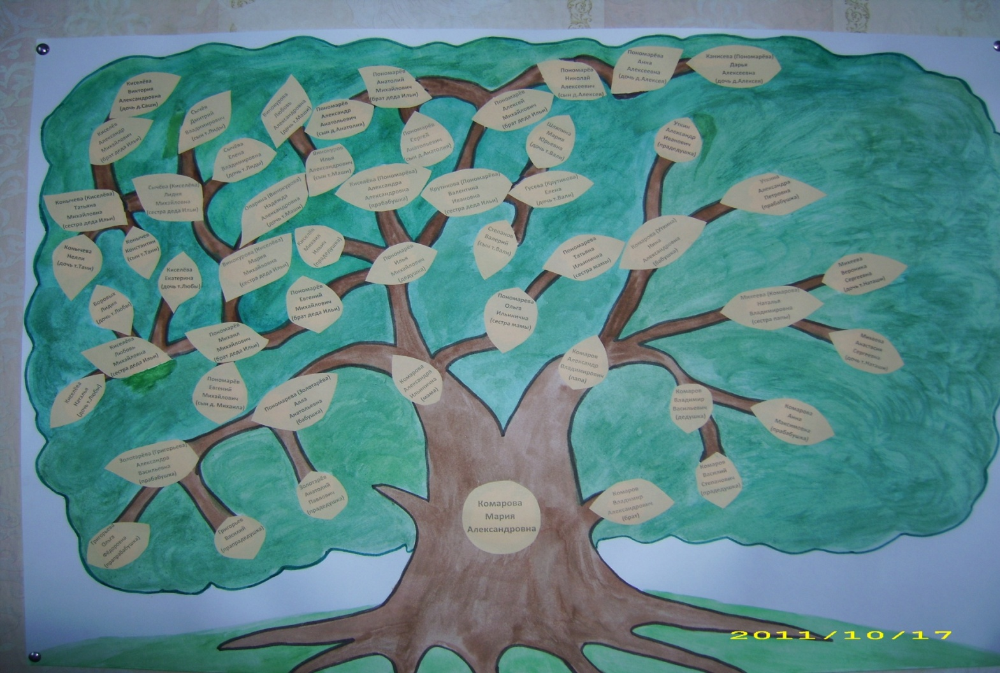 Киселёва
Виктория
Александровна
(дочь д.Саши)
Киселёв
Александр
Михайлович
(брат деда Ильи)
Сычёв
Дмитрий
Владимирович
(сын т.Лиды)
Винокурова
Любовь
Александровна
(дочь т.Маши)
Пономарёв
Александр
Анатольевич
(сын д.Анатолия)
Пономарёв
Анатолий
Михайлович
(брат деда Ильи)
Пономарёв
Сергей
Анатольевич
(сын д.Анатолия)
Пономарёв
Алексей
Михайлович
(брат деда Ильи)
Пономарёв
Николай
Алексеевич
(сын д.Алексея)
Пономарёва
Анна
Алексеевна
(дочь д.Алексея)
Канисева (Пономарёва)
Дарья
Алексеевна
(дочь д.Алексея)
Шляпина
Мария
Юрьевна
(дочь т.Вали)
Уткин
Александр
Иванович
(прадедушка)
Сычёва
Елена
Владимировна
(дочь т.Лиды)
Винокуров
Илья
Александрович
(сын т.Маши)
Конычева (Киселёва)
Татьяна
Михайловна
(сестра деда Ильи)
Сычёва (Киселёва)
Лидия
Михайловна
(сестра деда Ильи)
Опарина (Винокурова)
Надежда
Александровна
(дочь т.Маши)
Киселёва (Пономарёва)
Александра
Александровна
(прабабушка)
Крутикова (Пономарёва)
Валентина
Ивановна
(сестра деда Ильи)
Гусева (Крутикова)
Елена
(дочь т.Вали)
Уткина
Александра
Петровна
(прабабушка)
Конычева
Нелли
(дочь т.Тани)
Конычев
Константин
(сын т.Тани)
Киселёва
Екатерина
(дочь т.Любы)
Винокурова (Киселёва)
Мария
Михайловна
(сестра деда Ильи)
Киселёв
Михаил
Ильич
(прадедушка)
Пономарёв
Илья
Михайлович
(дедушка)
Степанов
Валерий
(сын т.Вали)
Пономарева
Татьяна
Ильинична
(сестра мамы)
Комарова (Уткина)
Нина
Александровна
(бабушка)
Михеева
Вероника
Сергеевна
(дочь т.Наташи)
Боровых
Лидия
(дочь т.Любы)
Пономарёв
Евгений
Михайлович
(брат деда Ильи)
Пономарева
Ольга
Ильинична
(сестра мамы)
Михеева (Комарова)
Наталья
Владимировна
(сестра папы)
Михеева
Анастасия
Сергеевна
(дочь т.Наташи)
Киселёва
Любовь
Михайловна
(сестра деда Ильи)
Пономарёв
Михаил
Михайлович
(брат деда Ильи)
Комарова
Александра
Ильинична
(мама)
Комаров
Александр
Владимирович
(папа)
Киселёва
Наталья
(дочь т.Любы)
Пономарёв
Евгений
Михайлович
(сын д. Михаила)
Пономарева (Золотарёва)
Алла
Анатольевна
(бабушка)
Комаров
Владимир
Васильевич
(дедушка)
Комарова
Анна
Максимовна
(прабабушка)
Золотарёва (Григорьева)
Александра
Васильевна
(прабабушка)
Золотарёв
Анатолий
Павлович
(прадедушка)
Комаров
Василий
Степанович
(прадедушка)
Григорьева
Ольга
Фёдоровна
(прапрабабушка)
Григорьев
Василий
(прапрадедушка)
Комарова
Мария
Александровна
Комаров
Владимир
Александрович
(брат)
2011/10/17